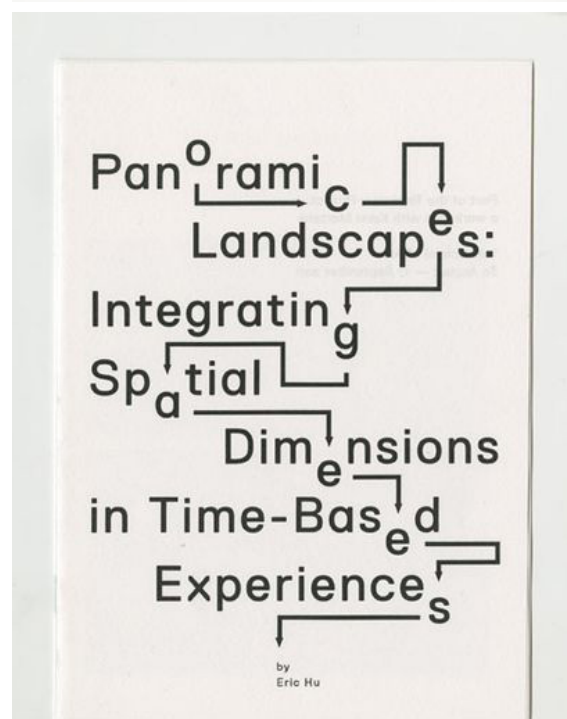 Panoramic
Landscapes:
Integrating
Spatial
Dimensions
in Time-Based
Experiences
by
Eric Hu